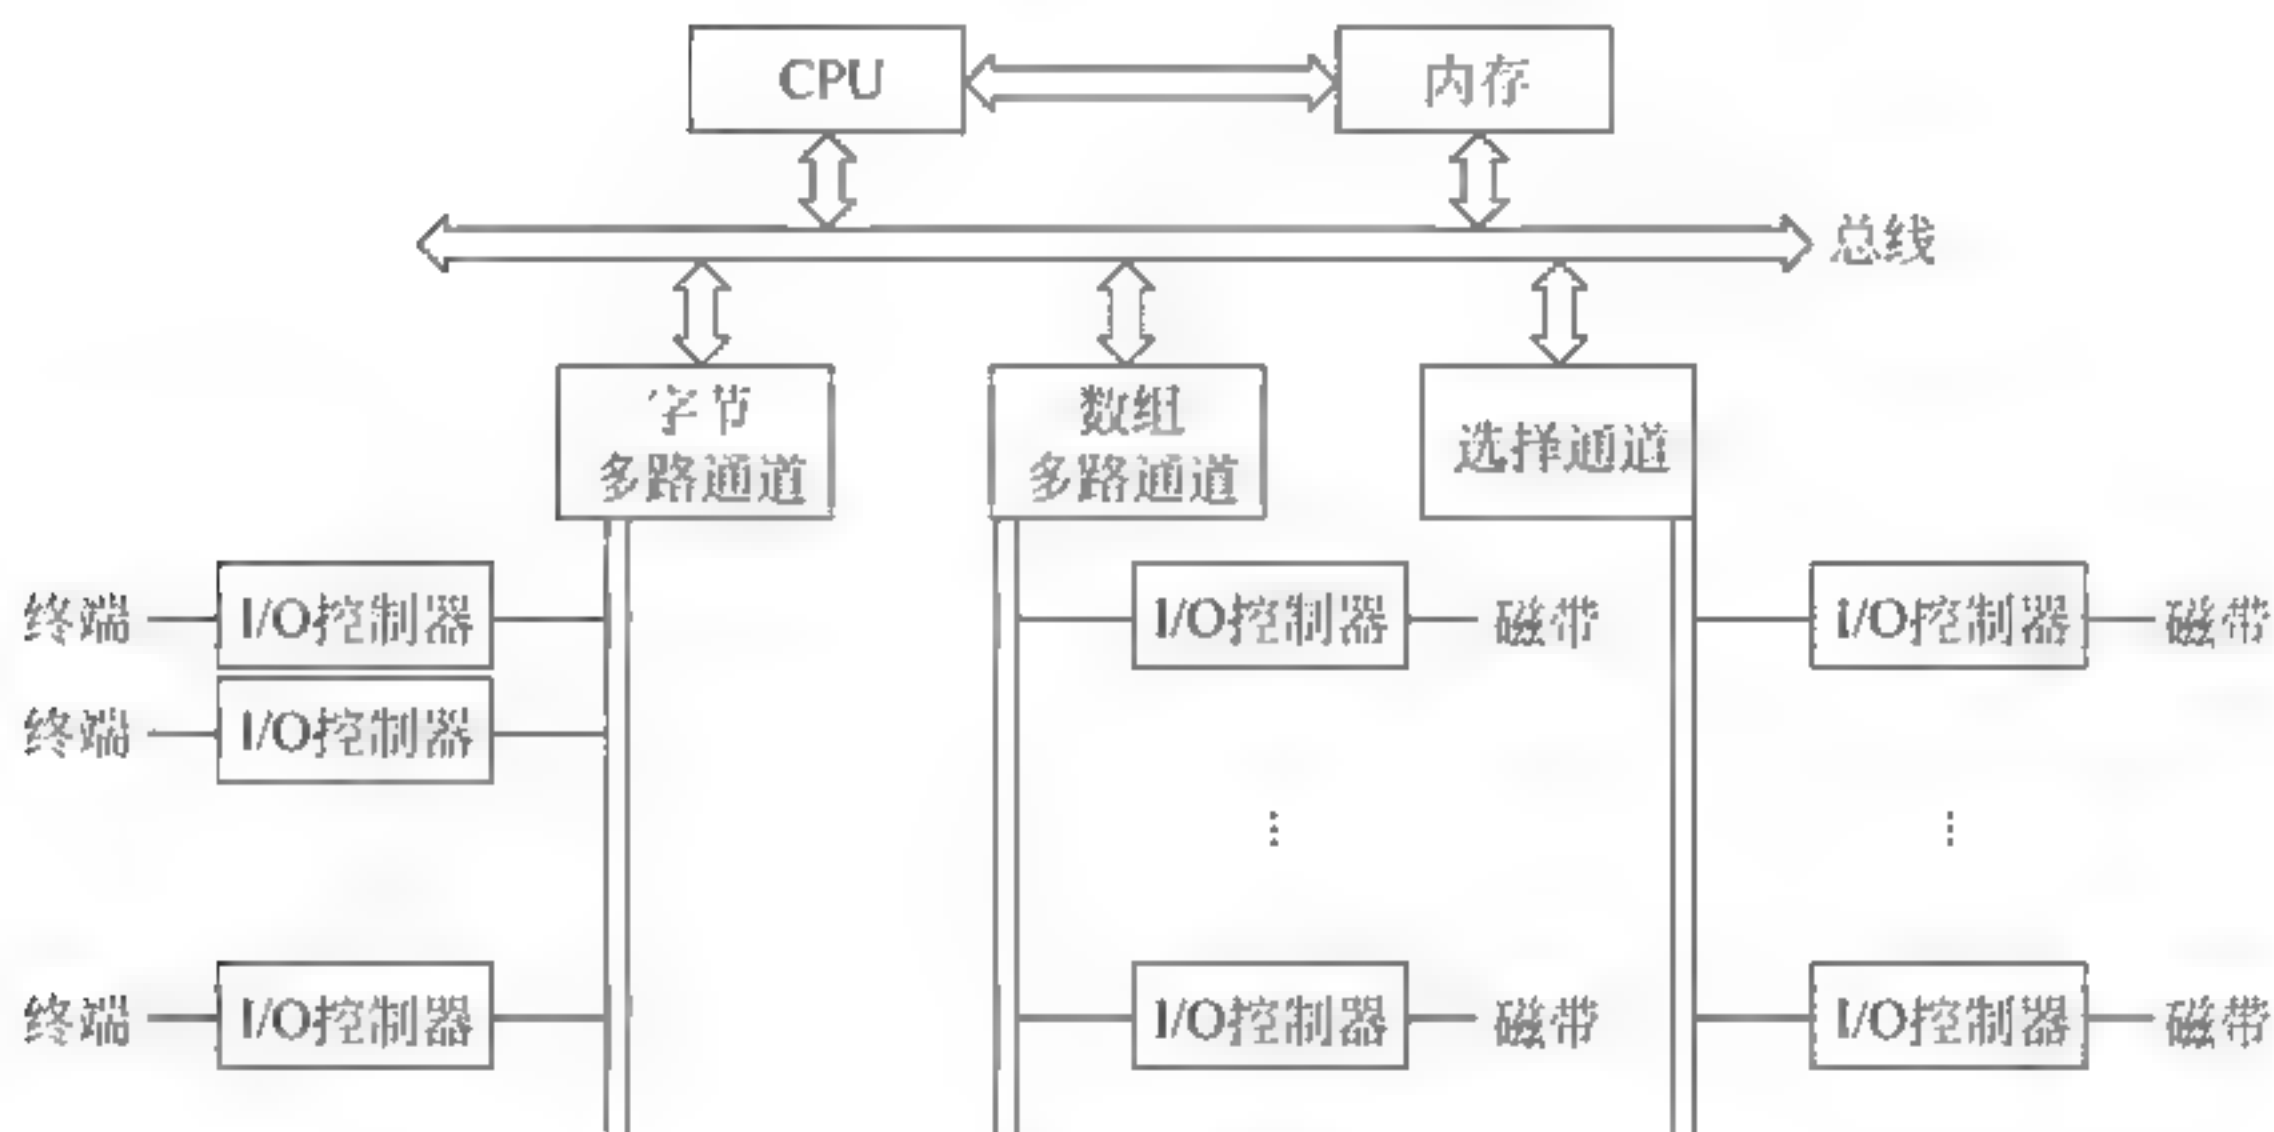 CPU
内存
总线
字节
多路通道
数组
多路通道
选择通道
终端
I/O控制器
I/O控制器
磁带
I/O控制器
磁带
终端
I/O控制器
终端
I/O控制器
I/O控制器
磁带
I/O控制器
磁带